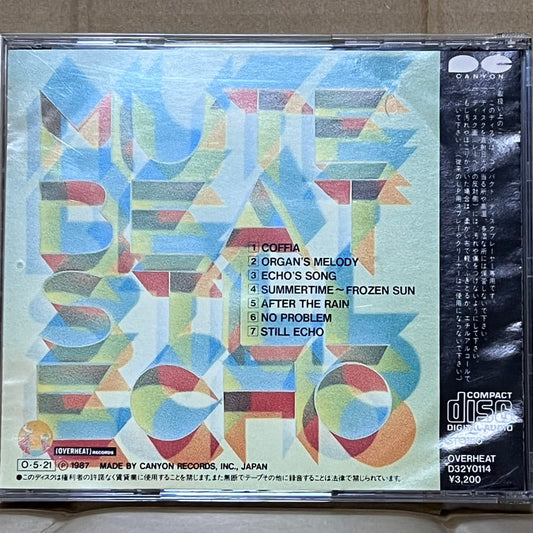 MUTE
BEAT
STILL
ECHO
1 COFFIA
2 ORGAN'S MELODY
3 ECHO'S SONG
4 SUMMERTIME~FROZEN SUN
5 AFTER THE RAIN
6 NO PROBLEM
7 STILL ECHO
(OVERHEAT) RECORDS
O・5・21 Ⓟ 1987 MADE BY CANYON RECORDS, INC., JAPAN
●このディスクは権利者の許諾なく賃貸業に使用することを禁じます。また無断でテープその他に録音することは法律で禁じられています。
CANYON
COMPACT
disc
DIGITAL AUDIO
STEREO
OVERHEAT
D32Y0114
¥3,200